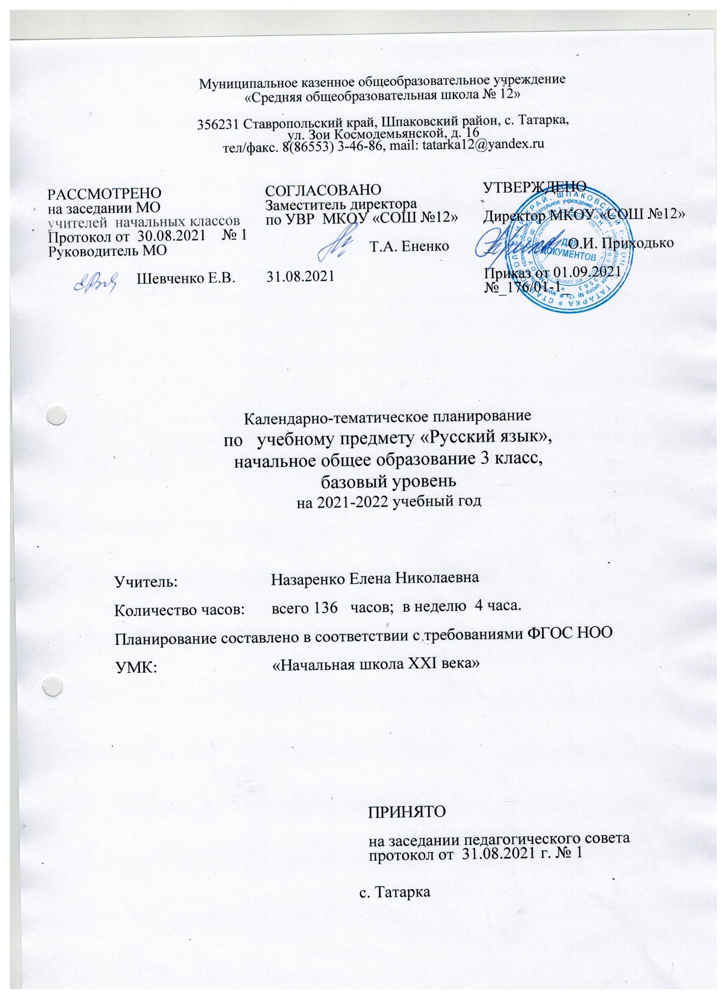 Муниципальное казенное общеобразовательное учреждение
«Средняя общеобразовательная школа № 12»
356231 Ставропольский край, Шпаковский район, с. Татарка,
ул. Зои Космодемьянской, д. 16
тел/факс. 8(86553) 3-46-86, mail: tatarka12@yandex.ru
РАССМОТРЕНО
на заседании МО
учителей начальных классов
Протокол от 30.08.2021 № 1
Руководитель МО
Шевченко Е.В.
СОГЛАСОВАНО
Заместитель директора
по УВР МКОУ «СОШ №12»
Т.А. Ененко
31.08.2021
УТВЕРЖДЕНО
Директор МКОУ «СОШ №12»
_ О.И. Приходько
Приказ от 01.09.2021
№_176/01-1_
ДЛЯ
ДОКУМЕНТОВ
Календарно-тематическое планирование
по учебному предмету «Русский язык»,
начальное общее образование 3 класс,
базовый уровень
на 2021-2022 учебный год
Учитель: Назаренко Елена Николаевна
Количество часов: всего 136 часов; в неделю 4 часа.
Планирование составлено в соответствии с требованиями ФГОС НОО
УМК: «Начальная школа XXI века»
ПРИНЯТО
на заседании педагогического совета
протокол от 31.08.2021 г. № 1
с. Татарка